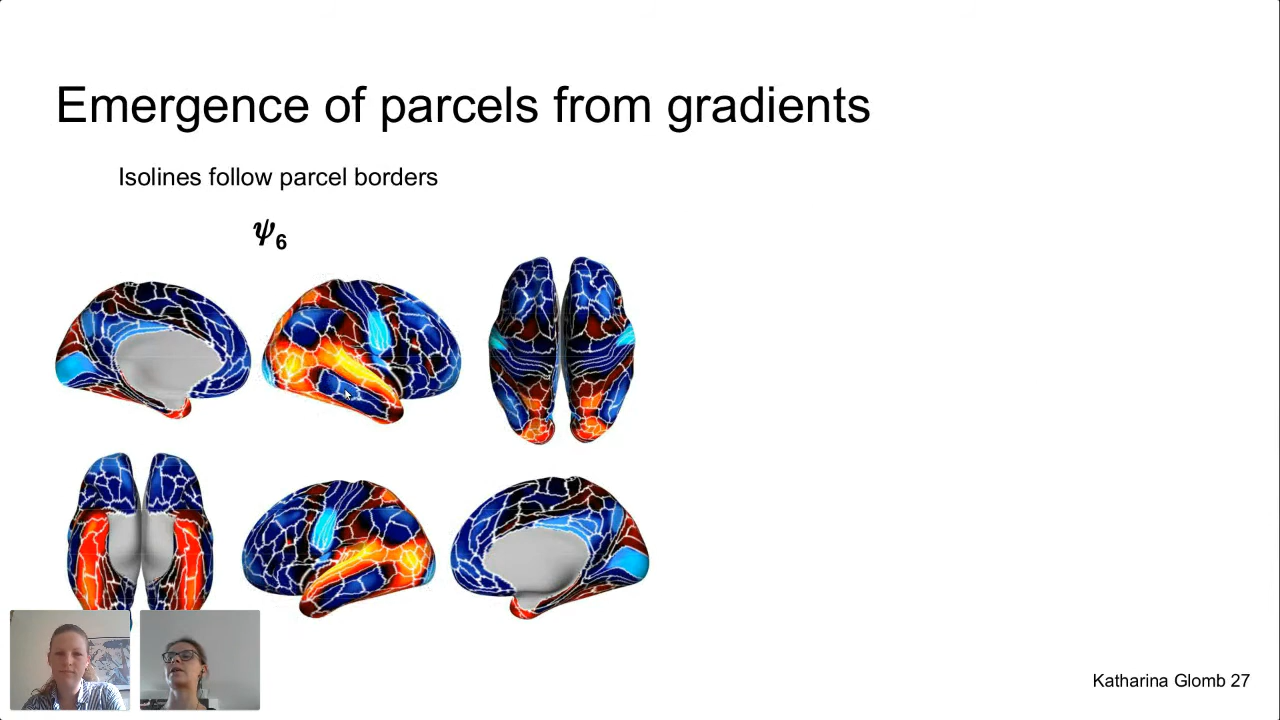 Emergence of parcels from gradients
Isolines follow parcel borders
ψ6
Katharina Glomb 27